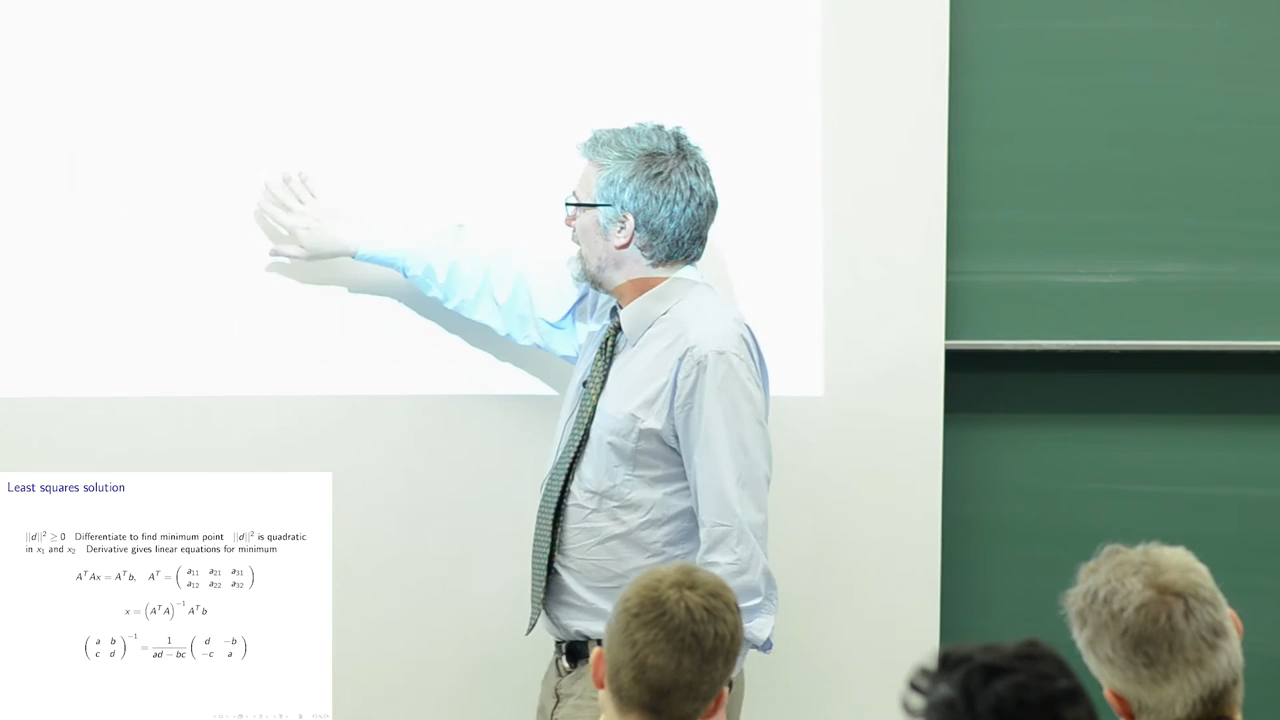 Least squares solution
||d||² ≥ 0 Differentiate to find minimum point ||d||² is quadratic
in x₁ and x₂ Derivative gives linear equations for minimum
AᵀAx = Aᵀb, Aᵀ = ( a₁₁ a₂₁ a₃₁
a₁₂ a₂₂ a₃₂ )
x = (AᵀA)⁻¹ Aᵀb
( a b
c d )⁻¹ = 1/(ad − bc) ( d −b
−c a )